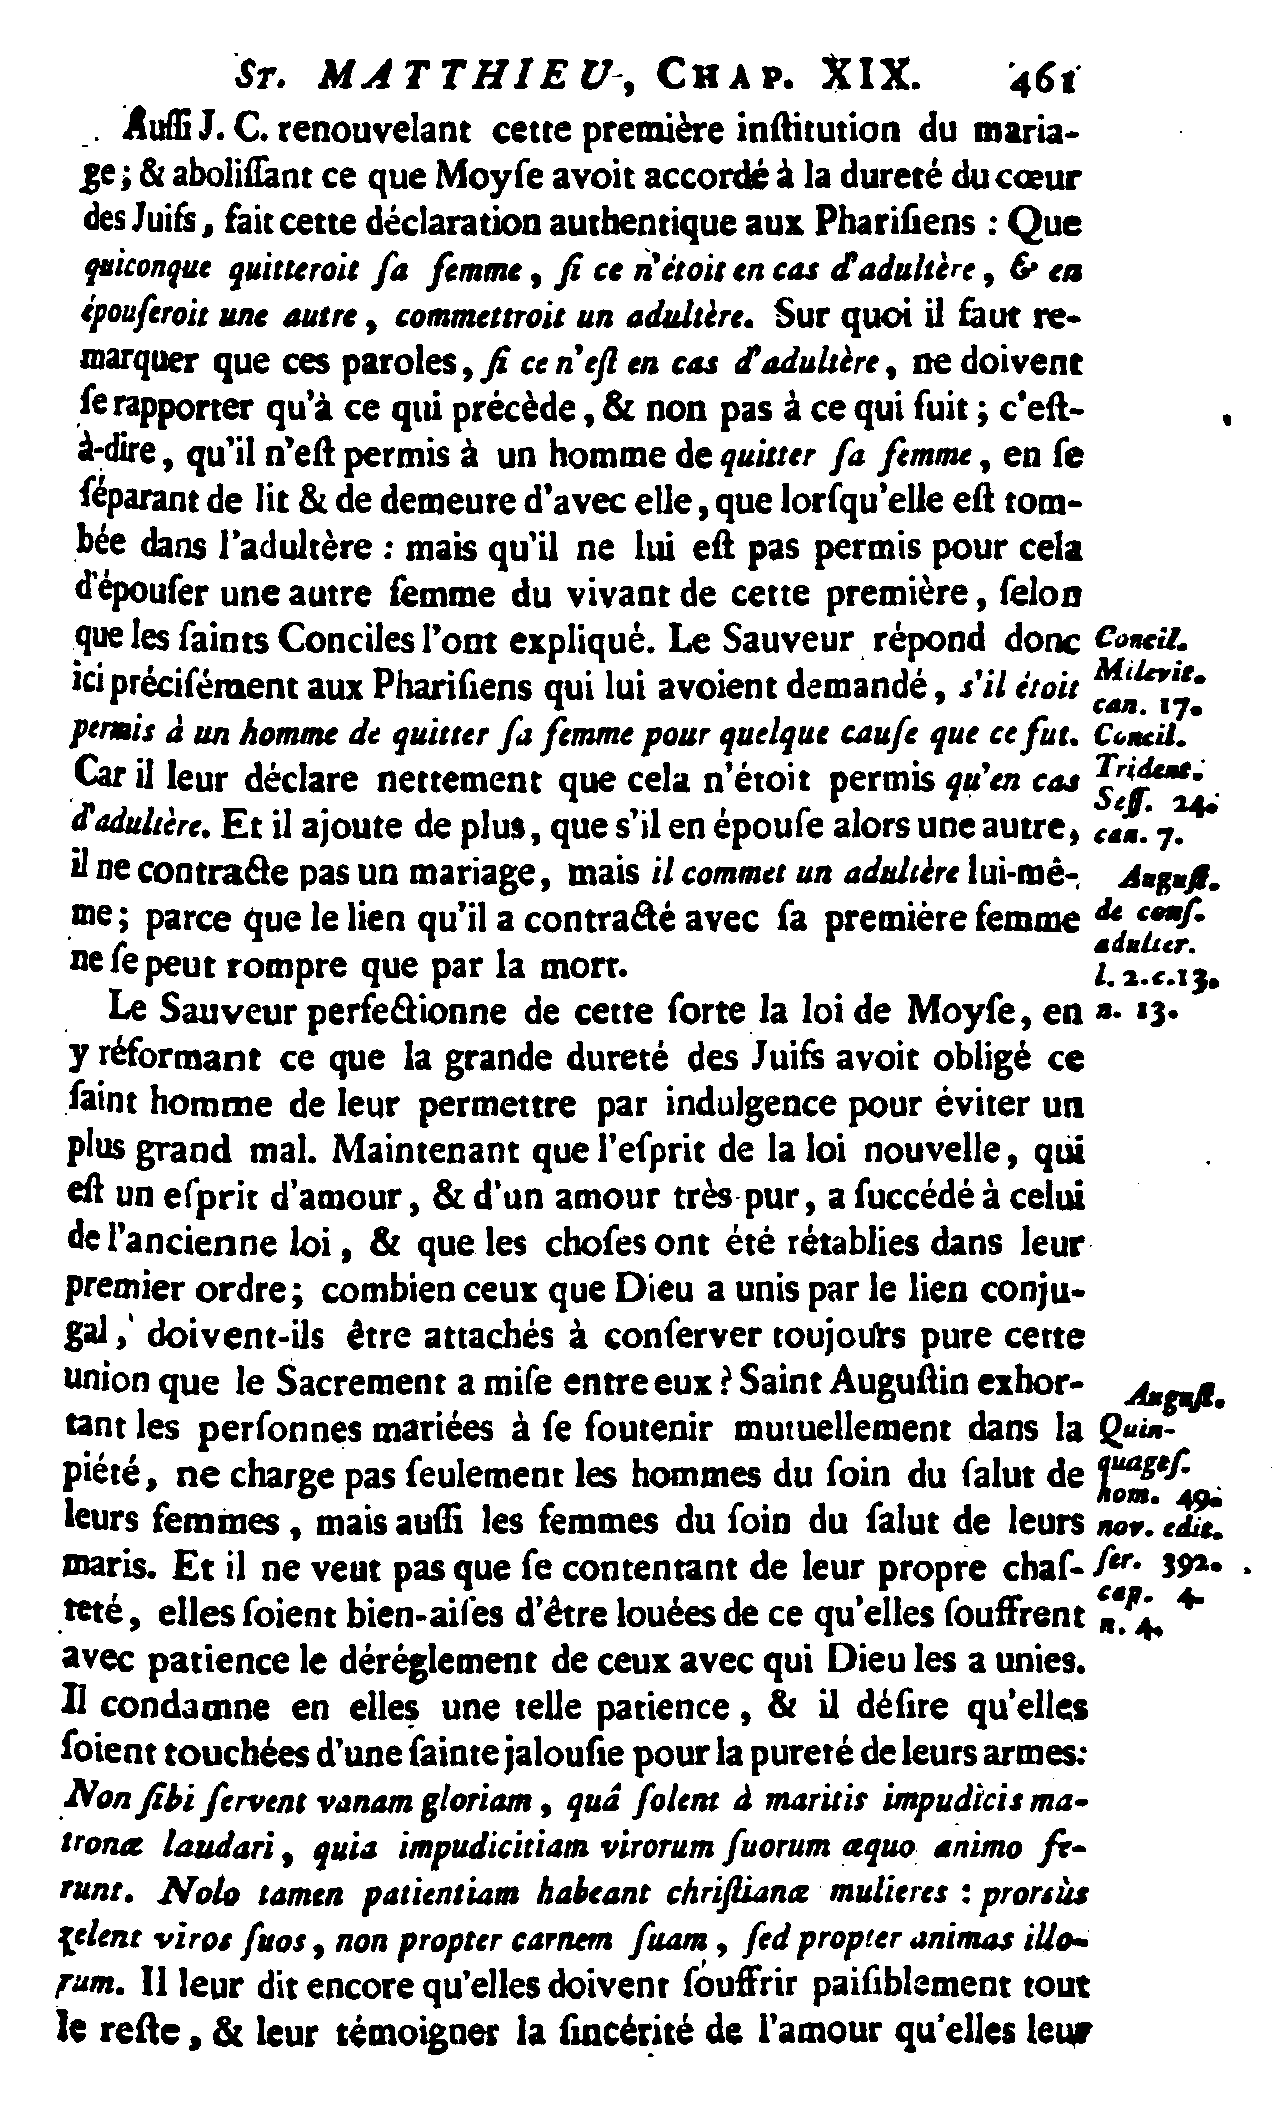 St. MATTHIEU, CHAP. XIX. 461
Auſſi J. C. renouvelant cette première inſtitution du maria-
ge; & aboliſſant ce que Moyſe avoit accordé à la dureté du cœur
des Juifs, fait cette déclaration authentique aux Phariſiens : Que
quiconque quitteroit ſa femme, ſi ce n'étoit en cas d'adultère, & en
épouſeroit une autre, commettroit un adultère. Sur quoi il faut re-
marquer que ces paroles, ſi ce n'eſt en cas d'adultère, ne doivent
ſe rapporter qu'à ce qui précède, & non pas à ce qui ſuit ; c'eſt-
à-dire, qu'il n'eſt permis à un homme de quitter ſa femme, en ſe
ſéparant de lit & de demeure d'avec elle, que lorſqu'elle eſt tom-
bée dans l'adultère : mais qu'il ne lui eſt pas permis pour cela
d'épouſer une autre femme du vivant de cette première, ſelon
que les ſaints Conciles l'ont expliqué. Le Sauveur répond donc
ici préciſément aux Phariſiens qui lui avoient demandé, s'il étoit
permis à un homme de quitter ſa femme pour quelque cauſe que ce fut.
Car il leur déclare nettement que cela n'étoit permis qu'en cas
d'adultère. Et il ajoute de plus, que s'il en épouſe alors une autre,
il ne contracte pas un mariage, mais il commet un adultère lui-mê-
me; parce que le lien qu'il a contracté avec ſa première femme
ne ſe peut rompre que par la mort.
Concil.
Milevit.
can. 17.
Concil.
Trident.
Seſſ. 24.
can. 7.
Auguſt.
de conſ.
adulter.
l. 2. c. 13.
n. 13.
Le Sauveur perfectionne de cette ſorte la loi de Moyſe, en
y réformant ce que la grande dureté des Juifs avoit obligé ce
ſaint homme de leur permettre par indulgence pour éviter un
plus grand mal. Maintenant que l'eſprit de la loi nouvelle, qui
eſt un eſprit d'amour, & d'un amour très-pur, a ſuccédé à celui
de l'ancienne loi, & que les choſes ont été rétablies dans leur
premier ordre; combien ceux que Dieu a unis par le lien conju-
gal, doivent-ils être attachés à conſerver toujours pure cette
union que le Sacrement a miſe entre eux ? Saint Auguſtin exhor-
tant les perſonnes mariées à ſe ſoutenir mutuellement dans la
piété, ne charge pas ſeulement les hommes du ſoin du ſalut de
leurs femmes, mais auſſi les femmes du ſoin du ſalut de leurs
maris. Et il ne veut pas que ſe contentant de leur propre chaſ-
teté, elles ſoient bien-aiſes d'être louées de ce qu'elles ſouffrent
avec patience le déréglement de ceux avec qui Dieu les a unies.
Il condamne en elles une telle patience, & il déſire qu'elles
ſoient touchées d'une ſainte jalouſie pour la pureté de leurs armes:
Non ſibi ſervent vanam gloriam, quâ ſolent à maritis impudicis ma-
tronæ laudari, quia impudicitiam virorum ſuorum æquo animo fe-
runt. Nolo tamen patientiam habeant chriſtianæ mulieres : prorsùs
zelent viros ſuos, non propter carnem ſuam, ſed propter animas illo-
rum. Il leur dit encore qu'elles doivent ſouffrir paiſiblement tout
le reſte, & leur témoigner la ſincérité de l'amour qu'elles leur
Auguſt.
Quin-
quageſ.
hom. 49.
nov. edit.
ſer. 392.
cap. 4
n. 4.